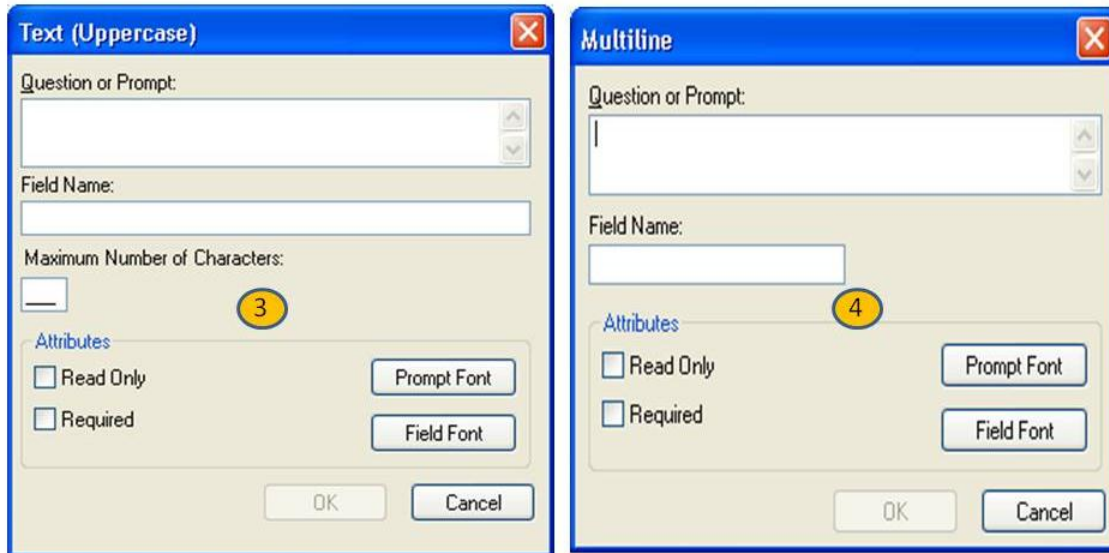 Text (Uppercase)
Question or Prompt:
Field Name:
Maximum Number of Characters:
___
3
Attributes
Read Only
Prompt Font
Required
Field Font
OK
Cancel
Multiline
Question or Prompt:
Field Name:
4
Attributes
Read Only
Prompt Font
Required
Field Font
OK
Cancel